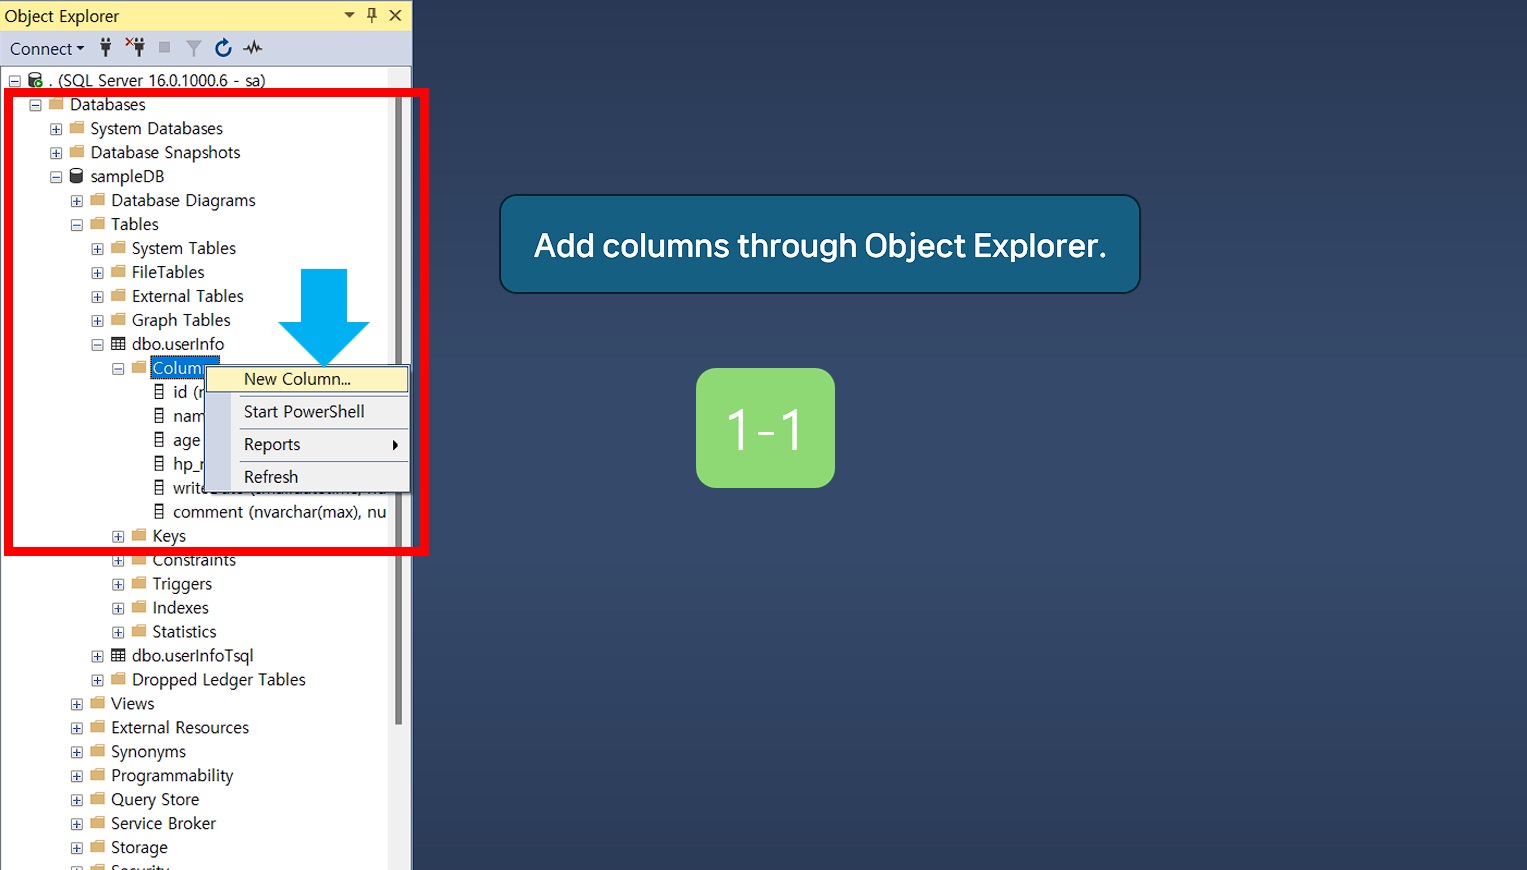 Object Explorer
Connect
. (SQL Server 16.0.1000.6 - sa)
Databases
System Databases
Database Snapshots
sampleDB
Database Diagrams
Tables
System Tables
FileTables
External Tables
Graph Tables
dbo.userInfo
Colum
New Column...
id (
Start PowerShell
nam
age
Reports
hp_
Refresh
comment (nvarchar(max), nu
Keys
Constraints
Triggers
Indexes
Statistics
dbo.userInfoTsql
Dropped Ledger Tables
Views
External Resources
Synonyms
Programmability
Query Store
Service Broker
Storage
Security
Add columns through Object Explorer.
1-1